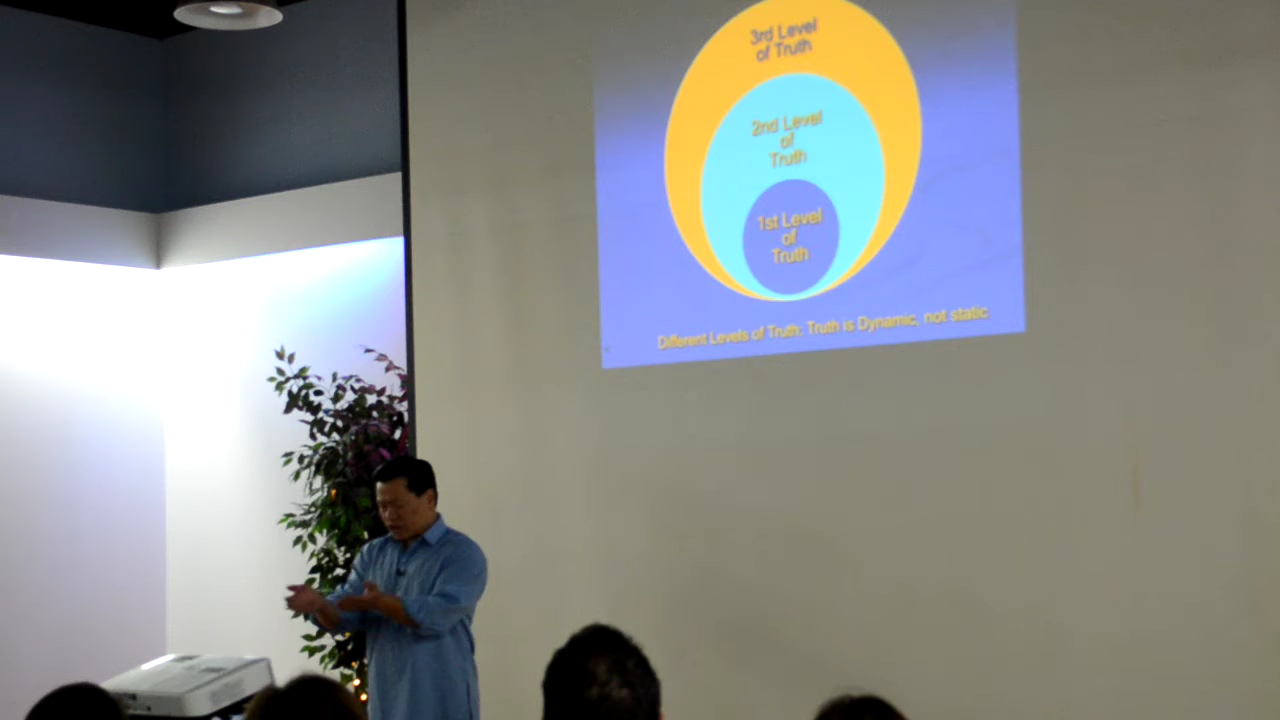 3rd Level
of Truth
2nd Level
of
Truth
1st Level
of
Truth
Different Levels of Truth: Truth is Dynamic, not static